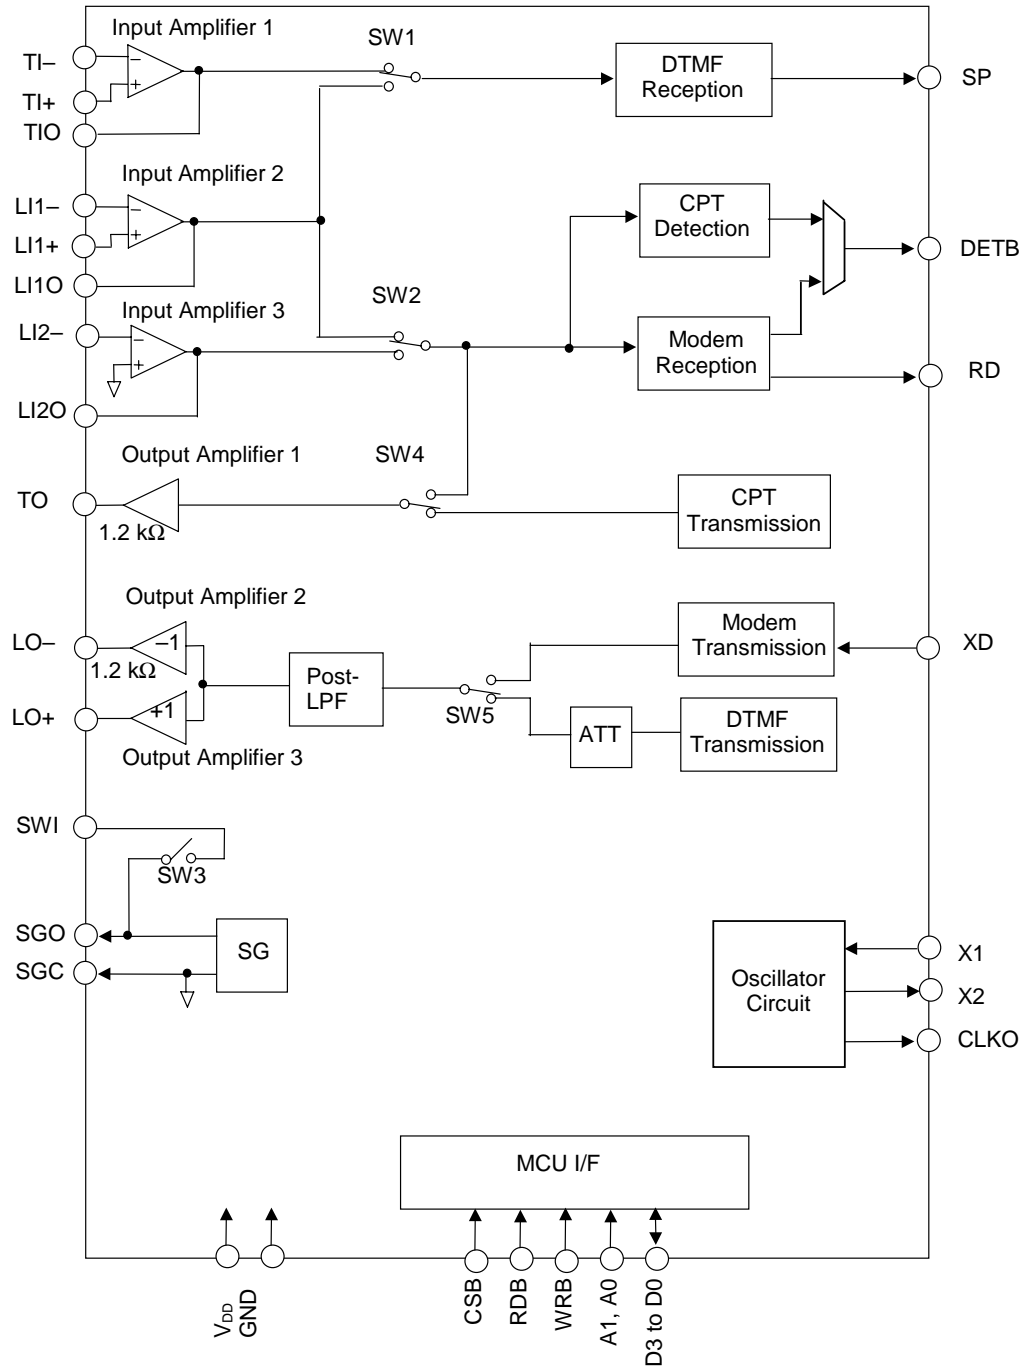 Input Amplifier 1
SW1
TI–
–
+
TI+
TIO
DTMF
Reception
SP
Input Amplifier 2
LI1–
–
+
LI1+
LI1O
CPT
Detection
DETB
SW2
Input Amplifier 3
LI2–
–
+
LI2O
Modem
Reception
RD
Output Amplifier 1
SW4
TO
1.2 kΩ
CPT
Transmission
Output Amplifier 2
LO–
–1
1.2 kΩ
LO+
+1
Output Amplifier 3
Post-
LPF
SW5
Modem
Transmission
XD
ATT
DTMF
Transmission
SWI
SW3
SGO
SGC
SG
Oscillator
Circuit
X1
X2
CLKO
MCU I/F
VDD
GND
CSB
RDB
WRB
A1, A0
D3 to D0